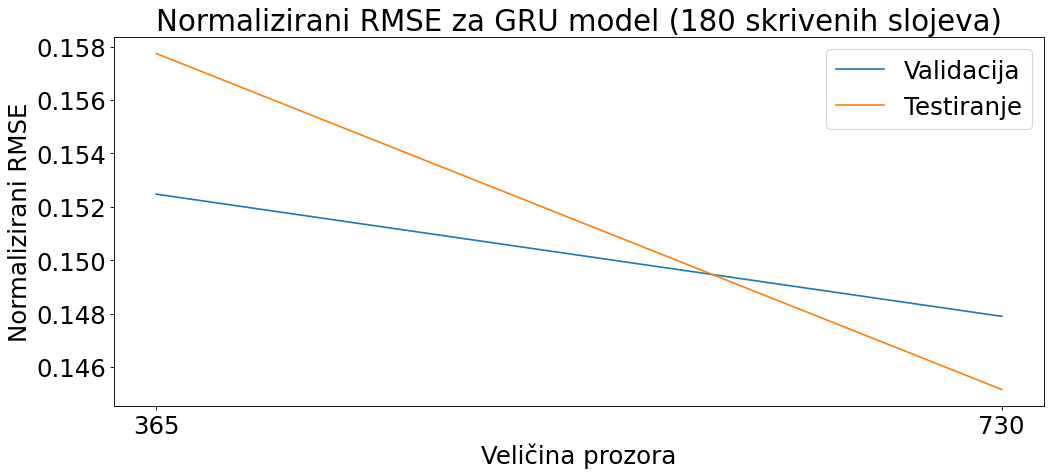 Normalizirani RMSE za GRU model (180 skrivenih slojeva)
Normalizirani RMSE
0.158
0.156
0.154
0.152
0.150
0.148
0.146
Validacija
Testiranje
365
730
Veličina prozora